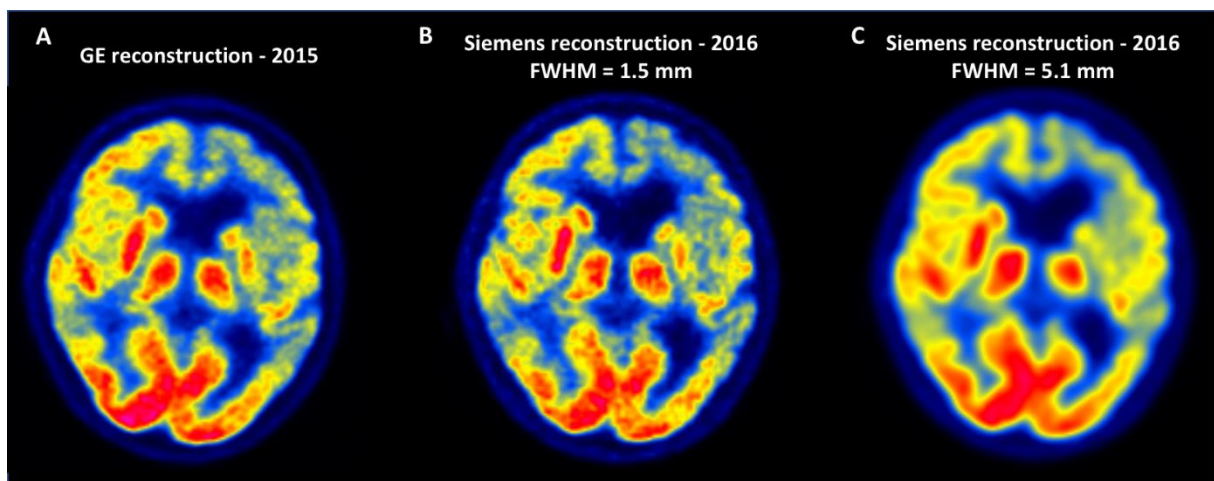 A
GE reconstruction - 2015
B
Siemens reconstruction - 2016
FWHM = 1.5 mm
C
Siemens reconstruction - 2016
FWHM = 5.1 mm